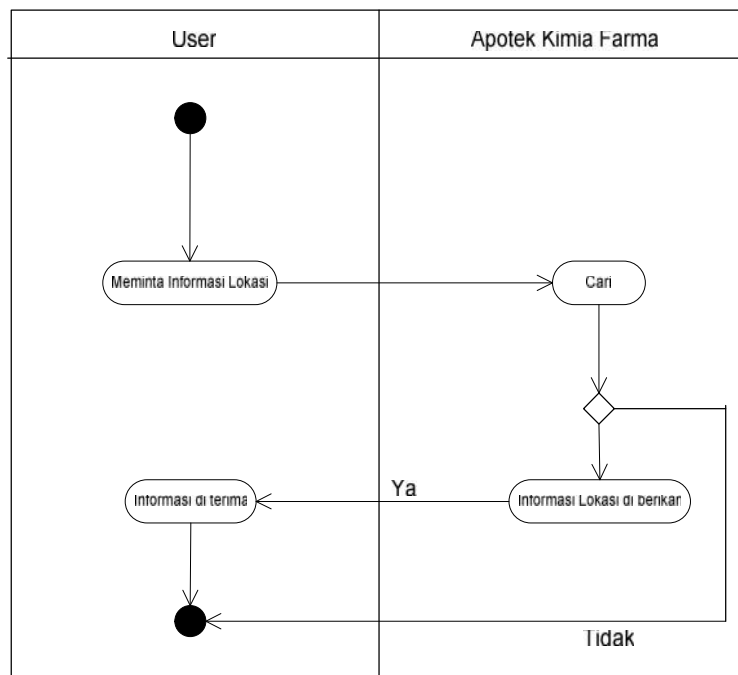 User
Apotek Kimia Farma
Meminta Informasi Lokasi
Cari
Ya
Informasi di terima
Informasi Lokasi di berikan
Tidak